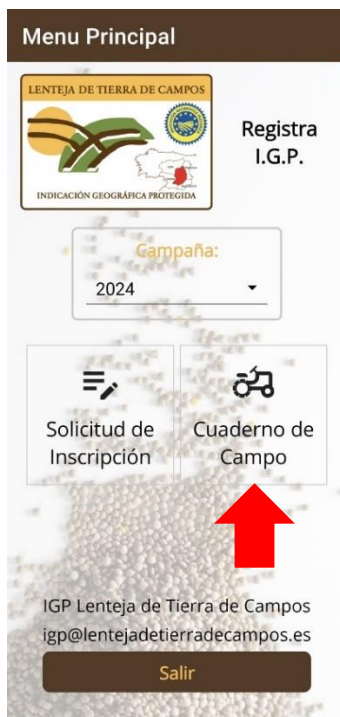 Menu Principal
LENTEJA DE TIERRA DE CAMPOS
INDICACIÓN GEOGRÁFICA PROTEGIDA
Registra
I.G.P.
Campaña:
2024
Solicitud de
Inscripción
Cuaderno de
Campo
IGP Lenteja de Tierra de Campos
igp@lentejadetierradecampos.es
Salir